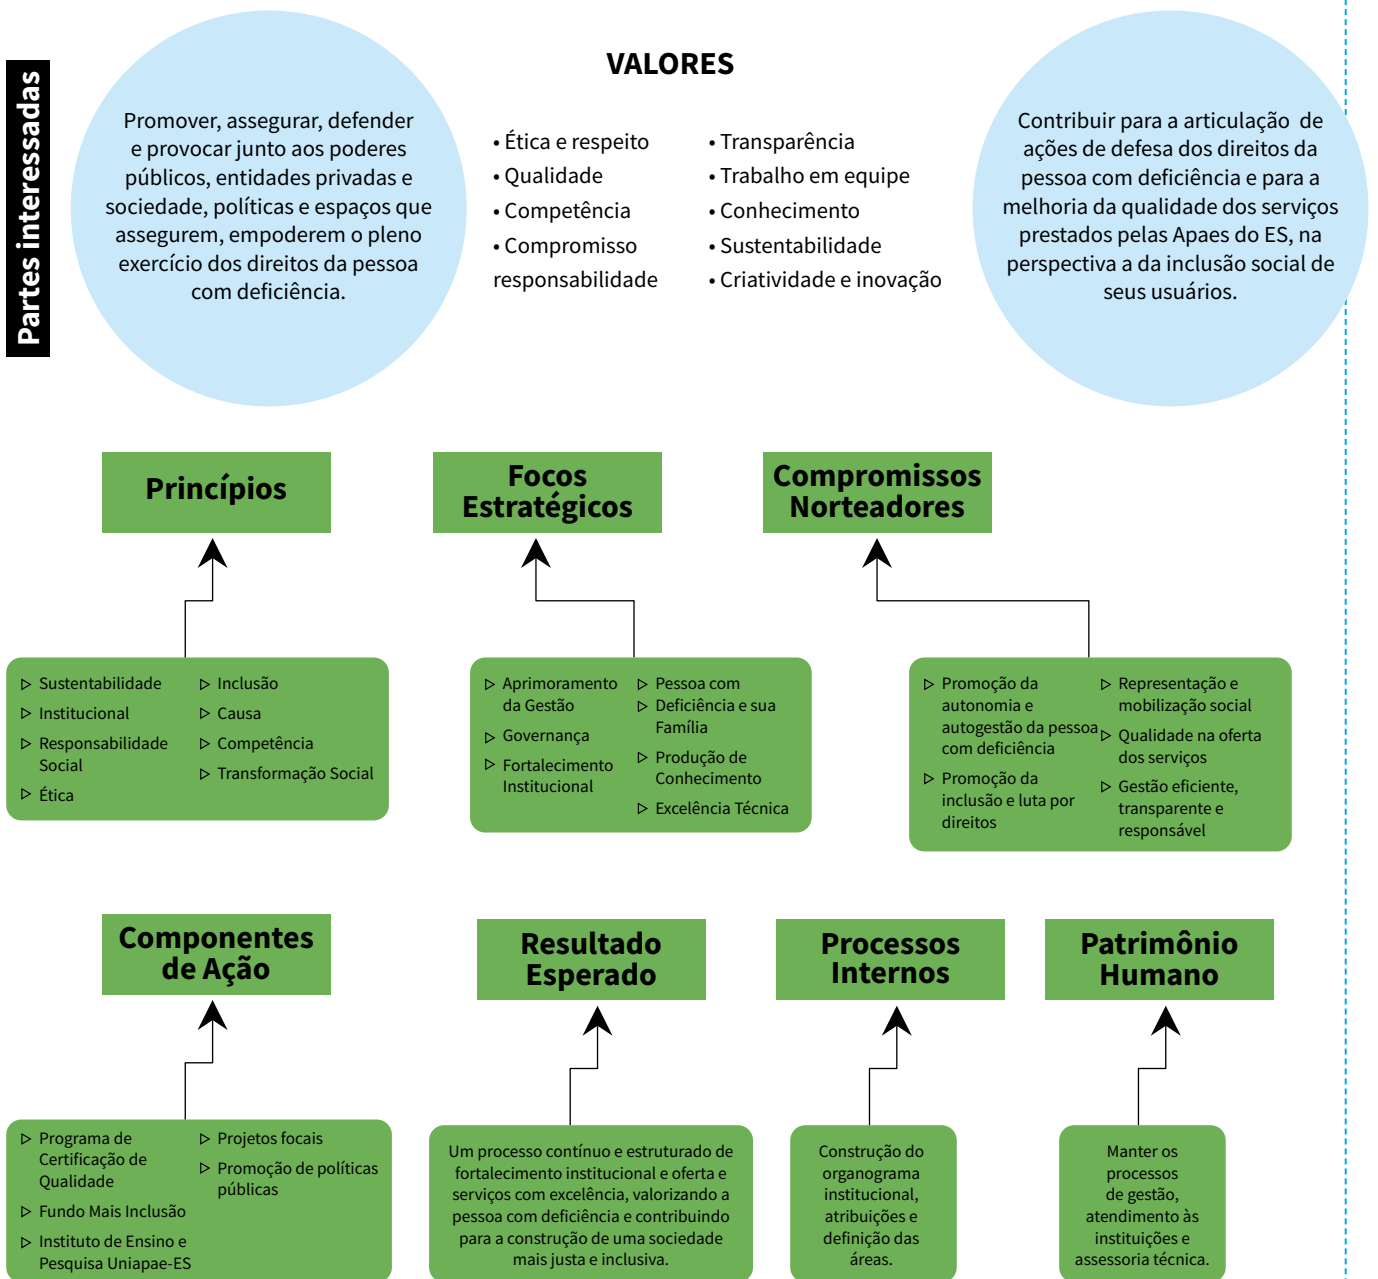 Partes interessadas
Promover, assegurar, defender
e provocar junto aos poderes
públicos, entidades privadas e
sociedade, políticas e espaços que
assegurem, empoderem o pleno
exercício dos direitos da pessoa
com deficiência.
VALORES
• Ética e respeito
• Qualidade
• Competência
• Compromisso
responsabilidade
• Transparência
• Trabalho em equipe
• Conhecimento
• Sustentabilidade
• Criatividade e inovação
Contribuir para a articulação de
ações de defesa dos direitos da
pessoa com deficiência e para a
melhoria da qualidade dos serviços
prestados pelas Apaes do ES, na
perspectiva a da inclusão social de
seus usuários.
Princípios
▷ Sustentabilidade
▷ Institucional
▷ Responsabilidade
Social
▷ Ética
▷ Inclusão
▷ Causa
▷ Competência
▷ Transformação Social
Focos
Estratégicos
▷ Aprimoramento
da Gestão
▷ Governança
▷ Fortalecimento
Institucional
▷ Pessoa com
▷ Deficiência e sua
Família
▷ Produção de
Conhecimento
▷ Excelência Técnica
Compromissos
Norteadores
▷ Promoção da
autonomia e
autogestão da pessoa
com deficiência
▷ Promoção da
inclusão e luta por
direitos
▷ Representação e
mobilização social
▷ Qualidade na oferta
dos serviços
▷ Gestão eficiente,
transparente e
responsável
Componentes
de Ação
▷ Programa de
Certificação de
Qualidade
▷ Fundo Mais Inclusão
▷ Instituto de Ensino e
Pesquisa Uniapae-ES
▷ Projetos focais
▷ Promoção de políticas
públicas
Resultado
Esperado
Um processo contínuo e estruturado de
fortalecimento institucional e oferta e
serviços com excelência, valorizando a
pessoa com deficiência e contribuindo
para a construção de uma sociedade
mais justa e inclusiva.
Processos
Internos
Construção do
organograma
institucional,
atribuições e
definição das
áreas.
Patrimônio
Humano
Manter os
processos
de gestão,
atendimento às
instituições e
assessoria técnica.